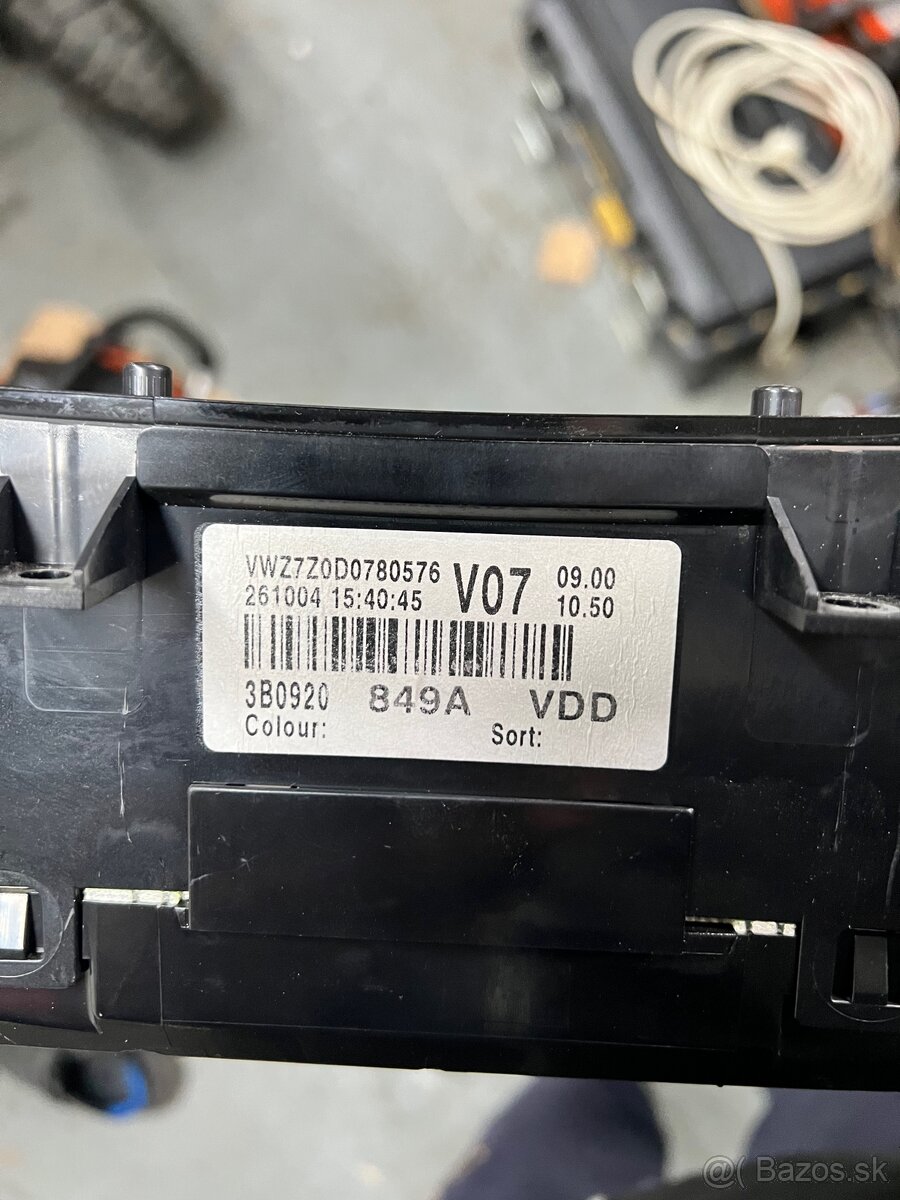 VWZ7Z0D0780576 V07 09.00
261004 15:40:45 10.50
3B0920 849A VDD
Colour: Sort:
@( Bazos.sk